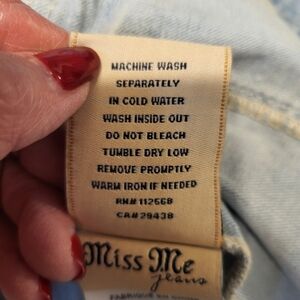 MACHINE WASH
SEPARATELY
IN COLD WATER
WASH INSIDE OUT
DO NOT BLEACH
TUMBLE DRY LOW
REMOVE PROMPTLY
WARM IRON IF NEEDED
RN# 112568
CA# 29438
Miss Me
jeans